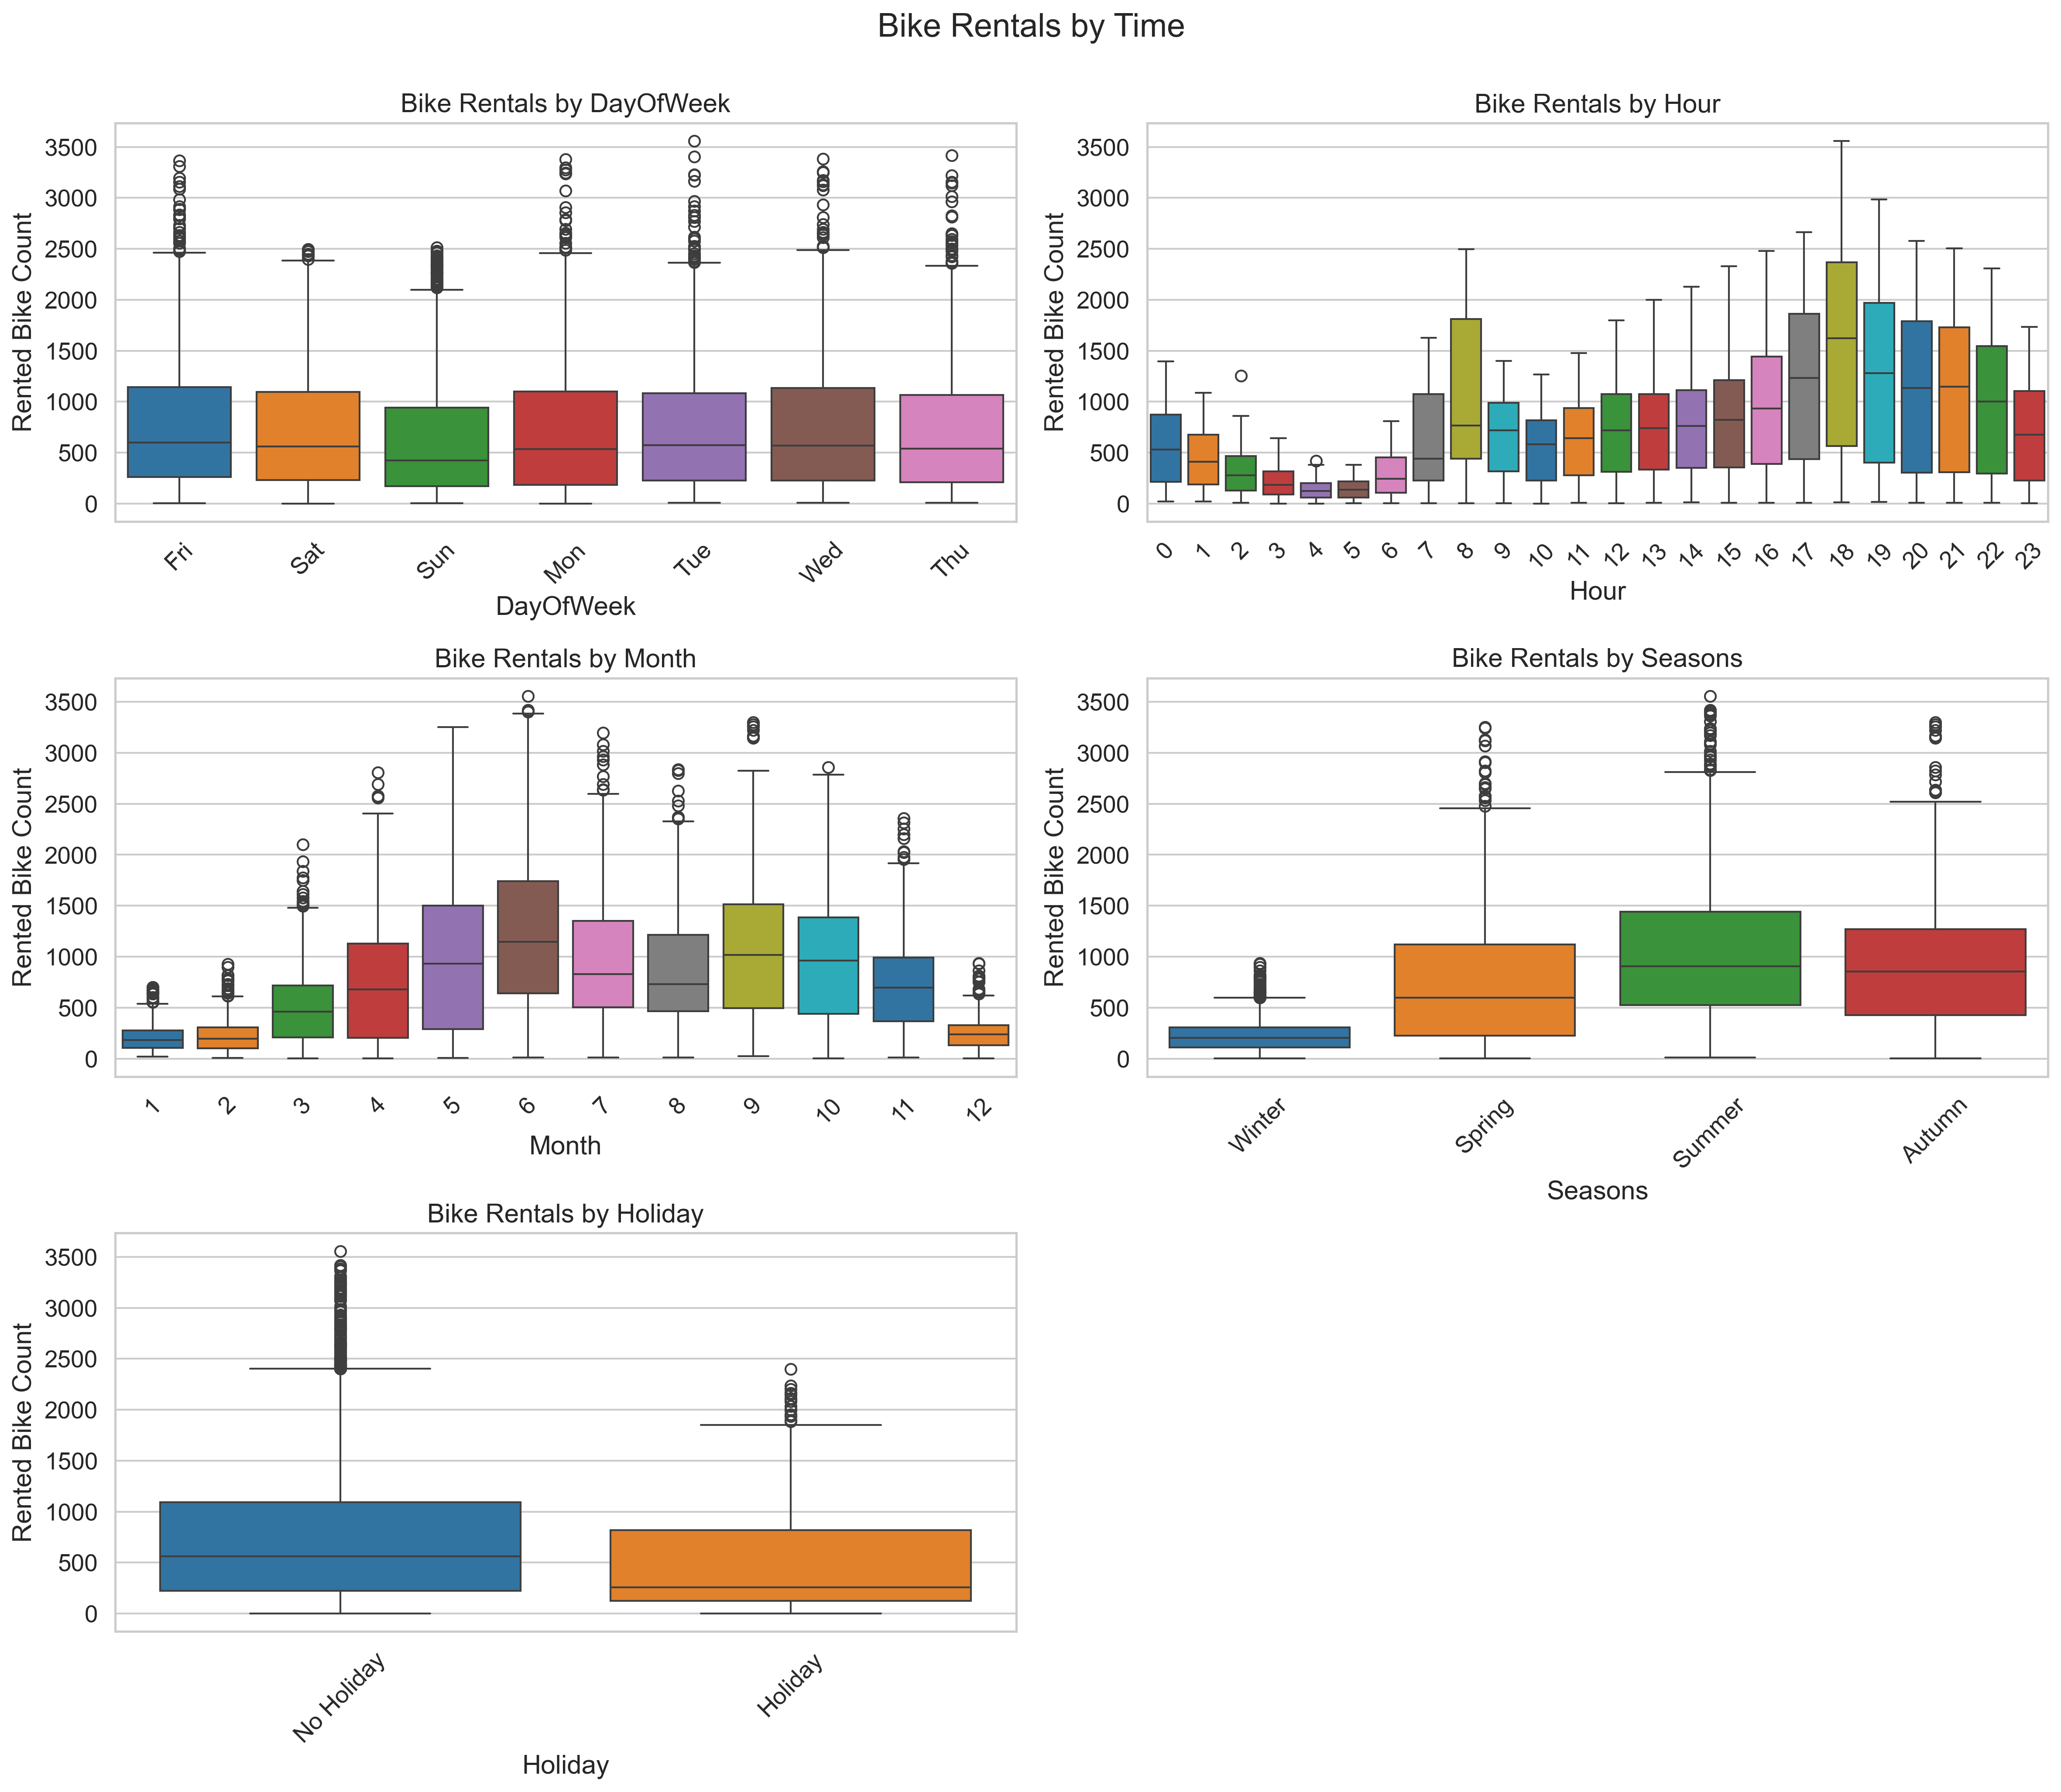 Bike Rentals by Time
Bike Rentals by DayOfWeek
Rented Bike Count
3500
3000
2500
2000
1500
1000
500
0
Fri
Sat
Sun
Mon
Tue
Wed
Thu
DayOfWeek
Bike Rentals by Hour
Rented Bike Count
3500
3000
2500
2000
1500
1000
500
0
0
1
2
3
4
5
6
7
8
9
10
11
12
13
14
15
16
17
18
19
20
21
22
23
Hour
Bike Rentals by Month
Rented Bike Count
3500
3000
2500
2000
1500
1000
500
0
1
2
3
4
5
6
7
8
9
10
11
12
Month
Bike Rentals by Seasons
Rented Bike Count
3500
3000
2500
2000
1500
1000
500
0
Winter
Spring
Summer
Autumn
Seasons
Bike Rentals by Holiday
Rented Bike Count
3500
3000
2500
2000
1500
1000
500
0
No Holiday
Holiday
Holiday